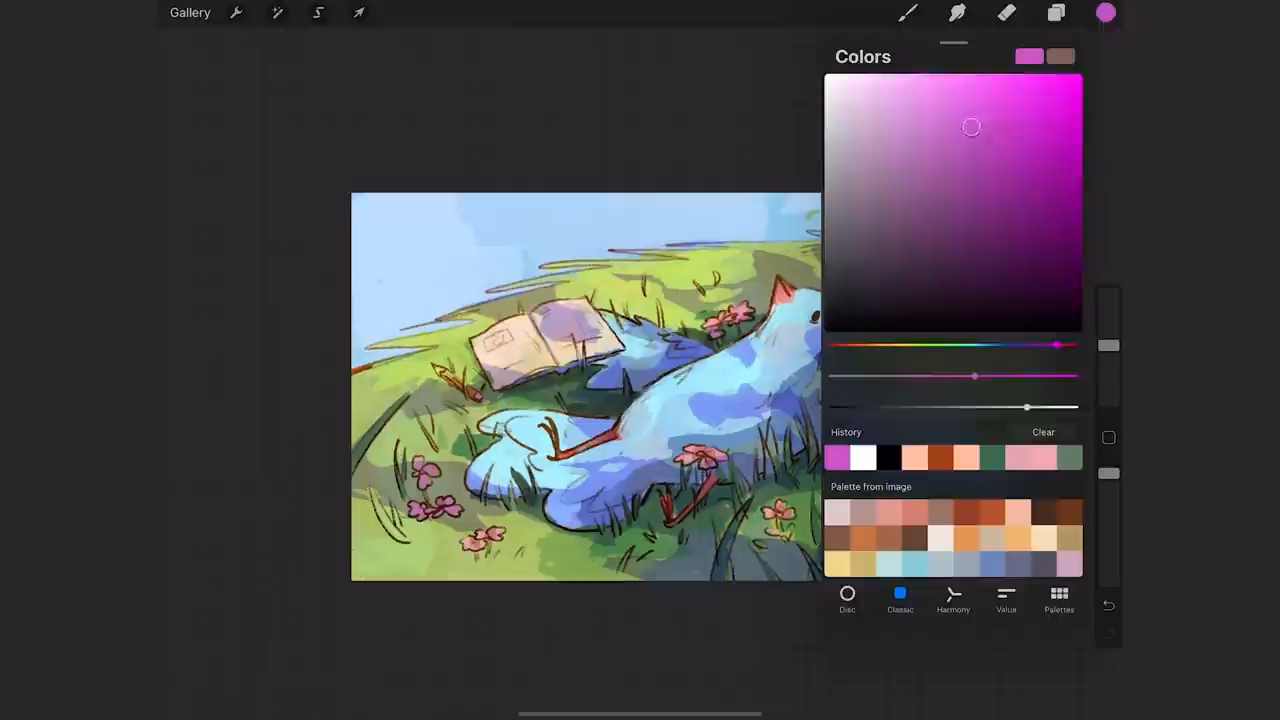 Gallery
Colors
History
Clear
Palette from image
Disc
Classic
Harmony
Value
Palettes